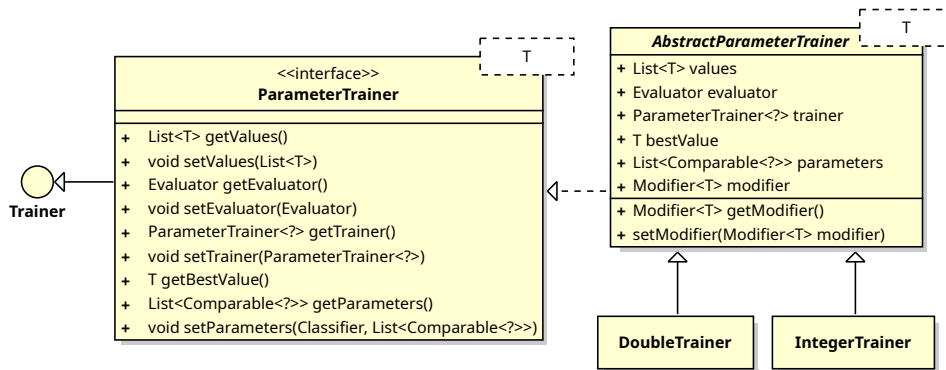 Trainer
T
<<interface>>
ParameterTrainer
+ List<T> getValues()
+ void setValues(List<T>)
+ Evaluator getEvaluator()
+ void setEvaluator(Evaluator)
+ ParameterTrainer<?> getTrainer()
+ void setTrainer(ParameterTrainer<?)
+ T getBestValue()
+ List<Comparable<?>> getParameters()
+ void setParameters(Classifier, List<Comparable<?>>)
T
AbstractParameterTrainer
+ List<T> values
+ Evaluator evaluator
+ ParameterTrainer<?> trainer
+ T bestValue
+ List<Comparable<?>> parameters
+ Modifier<T> modifier
+ Modifier<T> getModifier()
+ setModifier(Modifier<T> modifier)
DoubleTrainer
IntegerTrainer